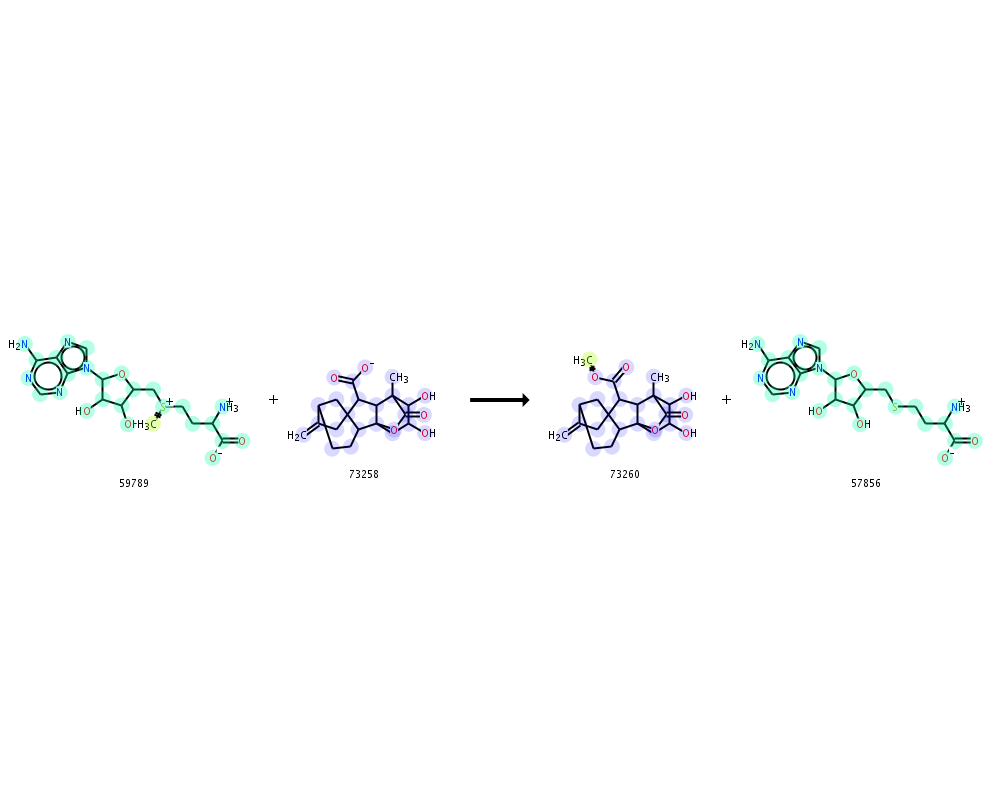 H2N N N N N O HO OH H3C S+ NH3+ O O-
+
O O- CH3 OH O OH O H2C
H3C O O CH3 OH O OH O H2C
+
H2N N N N N O HO OH S NH3+ O O-
59789
73258
73260
57856